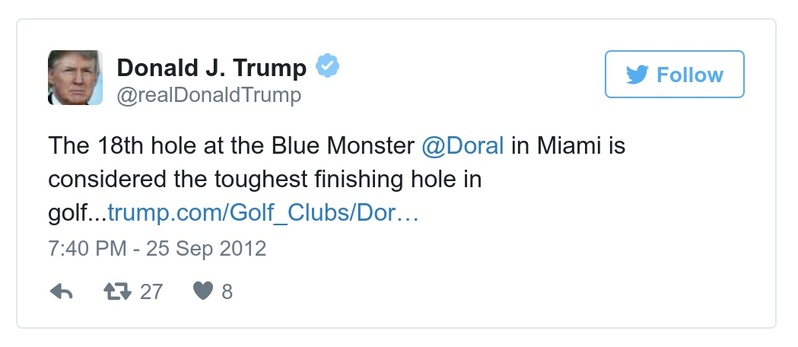 Donald J. Trump
@realDonaldTrump
Follow
The 18th hole at the Blue Monster @Doral in Miami is
considered the toughest finishing hole in
golf...trump.com/Golf_Clubs/Dor…
7:40 PM - 25 Sep 2012
27 8